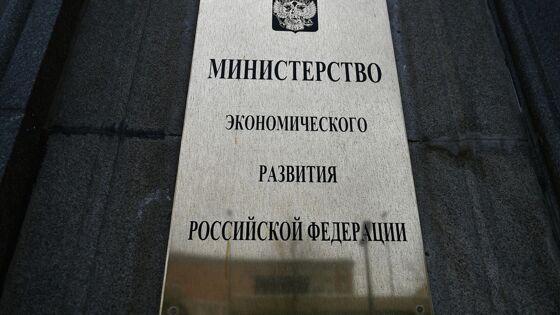 МИНИСТЕРСТВО
ЭКОНОМИЧЕСКОГО
РАЗВИТИЯ
РОССИЙСКОЙ ФЕДЕРАЦИИ